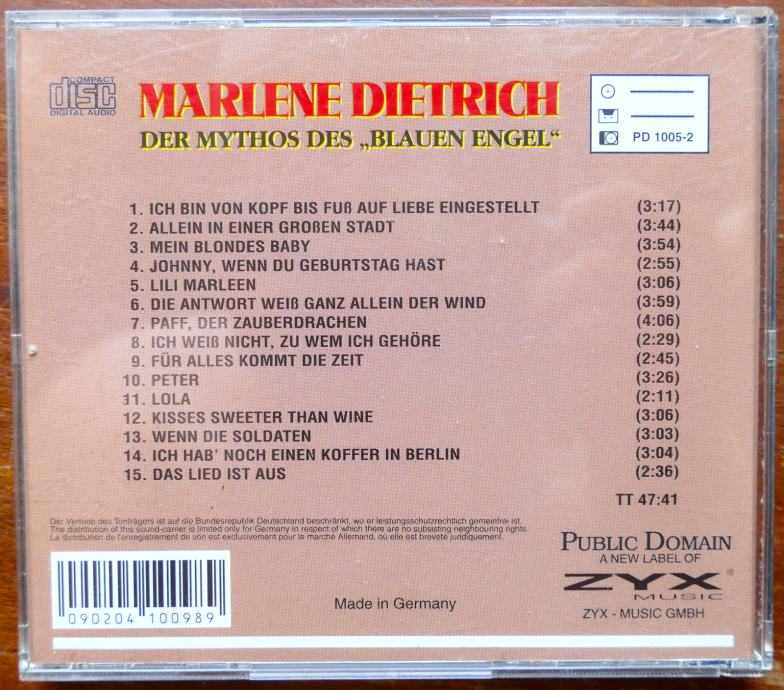 COMPACT
disc
DIGITAL AUDIO
MARLENE DIETRICH
DER MYTHOS DES „BLAUEN ENGEL“
PD 1005-2
1. ICH BIN VON KOPF BIS FUß AUF LIEBE EINGESTELLT (3:17)
2. ALLEIN IN EINER GROßEN STADT (3:44)
3. MEIN BLONDES BABY (3:54)
4. JOHNNY, WENN DU GEBURTSTAG HAST (2:55)
5. LILI MARLEEN (3:06)
6. DIE ANTWORT WEIß GANZ ALLEIN DER WIND (3:59)
7. PAFF, DER ZAUBERDRACHEN (4:06)
8. ICH WEIß NICHT, ZU WEM ICH GEHÖRE (2:29)
9. FÜR ALLES KOMMT DIE ZEIT (2:45)
10. PETER (3:26)
11. LOLA (2:11)
12. KISSES SWEETER THAN WINE (3:06)
13. WENN DIE SOLDATEN (3:03)
14. ICH HAB' NOCH EINEN KOFFER IN BERLIN (3:04)
15. DAS LIED IST AUS (2:36)
TT 47:41
Der Vertrieb des Tonträgers ist auf die Bundesrepublik Deutschland beschränkt, wo er leistungsschutzrechtlich gemeinfrei ist.
The distribution of this sound-carrier is limited only for Germany in respect of which there are no subsisting neighbouring rights.
La distribution de l'enregistrement de son est exclusivement pour le marché Allemand, où elle est brevetée juridiquement.
PUBLIC DOMAIN
A NEW LABEL OF
ZYX®
MUSIC
ZYX - MUSIC GMBH
Made in Germany
090204 100989